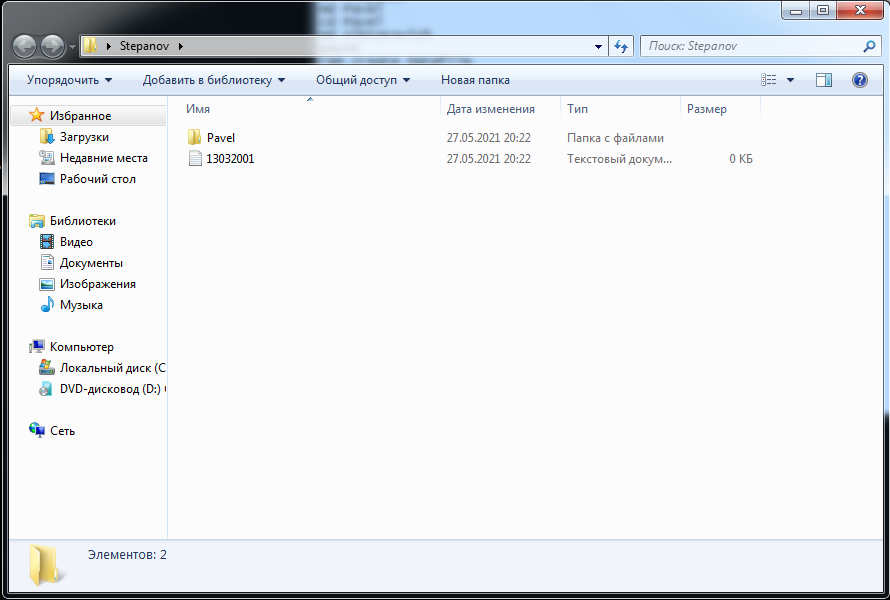 Stepanov
Поиск: Stepanov
Упорядочить Добавить в библиотеку Общий доступ Новая папка
Избранное
Загрузки
Недавние места
Рабочий стол
Библиотеки
Видео
Документы
Изображения
Музыка
Компьютер
Локальный диск (C
DVD-дисковод (D:)
Сеть
Имя Дата изменения Тип Размер
Pavel 27.05.2021 20:22 Папка с файлами
13032001 27.05.2021 20:22 Текстовый докум... 0 КБ
Элементов: 2